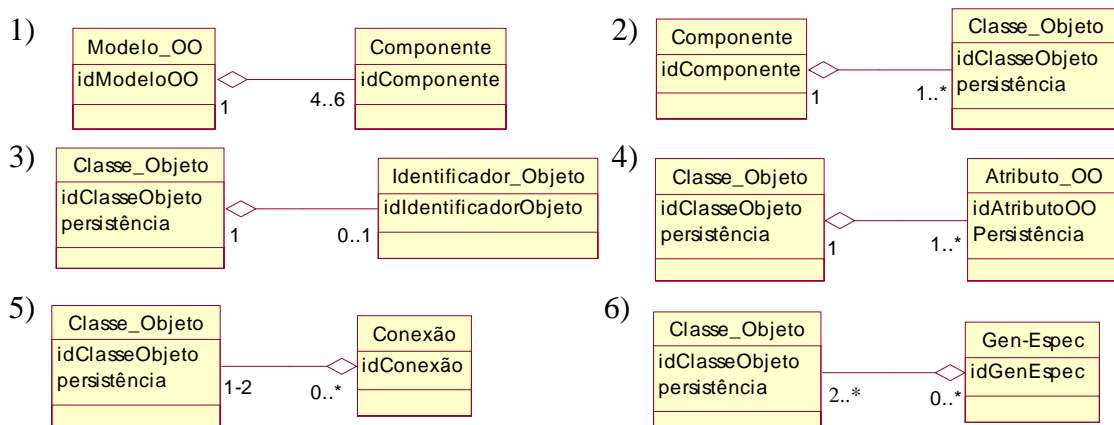 1)
Modelo_OO
idModeloOO
1
4..6
Componente
idComponente
2)
Componente
idComponente
1
1..*
Classe_Objeto
idClasseObjeto
persistência
3)
Classe_Objeto
idClasseObjeto
persistência
1
0..1
Identificador_Objeto
idIdentificadorObjeto
4)
Classe_Objeto
idClasseObjeto
persistência
1
1..*
Atributo_OO
idAtributoOO
Persistência
5)
Classe_Objeto
idClasseObjeto
persistência
1-2
0..*
Conexão
idConexão
6)
Classe_Objeto
idClasseObjeto
persistência
2..*
0..*
Gen-Espec
idGenEspec